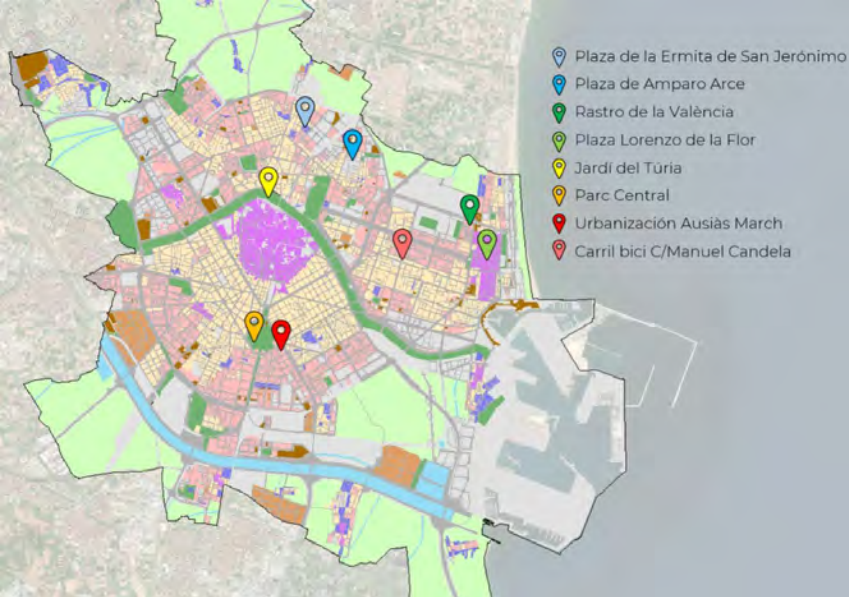 Plaza de la Ermita de San Jerónimo
Plaza de Amparo Arce
Rastro de la València
Plaza Lorenzo de la Flor
Jardí del Túria
Parc Central
Urbanización Ausiàs March
Carril bici C/Manuel Candela